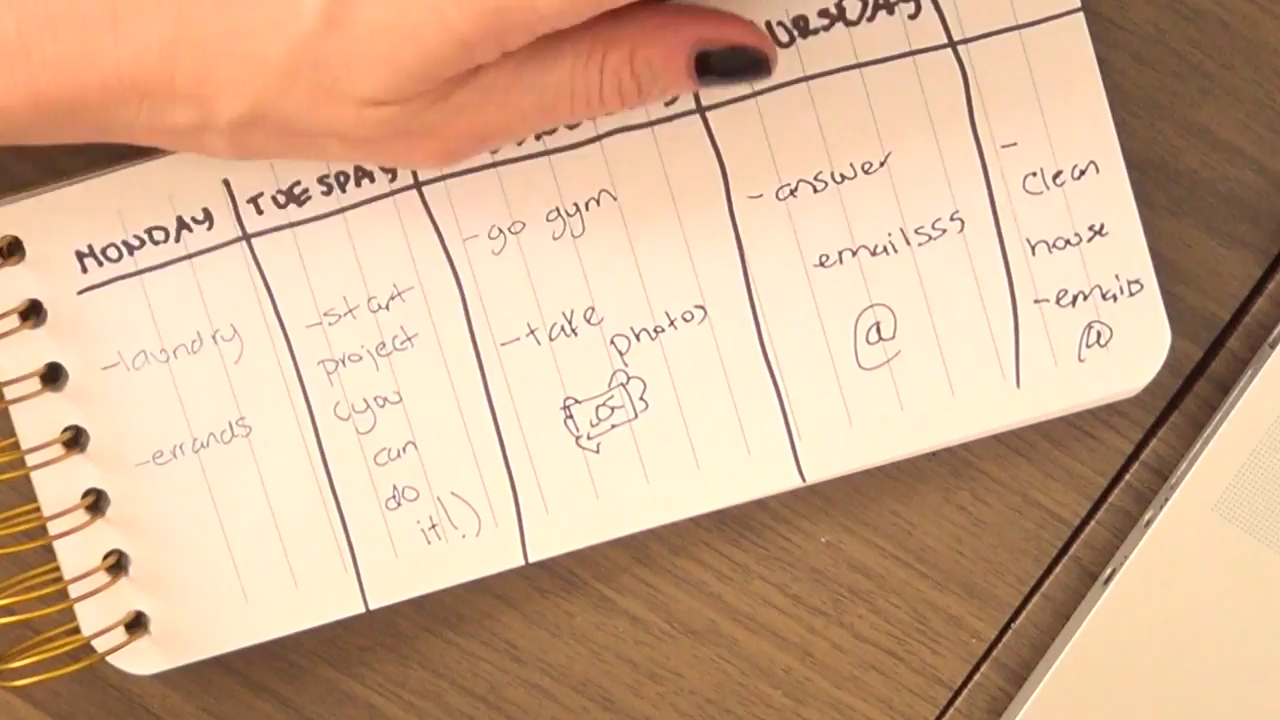 MONDAY
-laundry
-errands
TUESDAY
-start
project
(you
can
do
it!)
-go gym
-take
photos
URSDAY
-answer
emailsss
@
-
clean
house
-emails
@